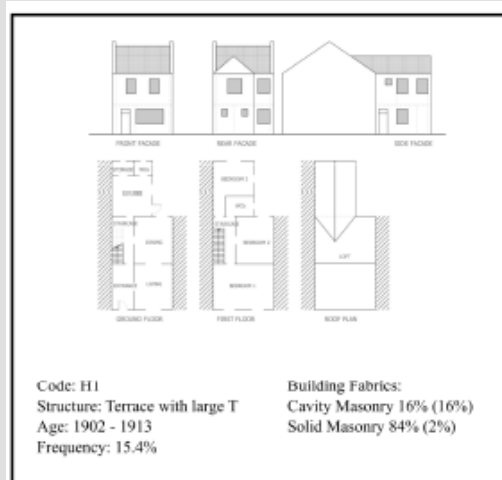 FRONT FACADE REAR FACADE SIDE FACADE
STORAGE
KITCHEN
STAIRCASE
DINING
ENTRANCE LIVING
BEDROOM 3
STAIRCASE
BEDROOM 2
BEDROOM 1
LOFT
GROUND FLOOR FIRST FLOOR ROOF PLAN
Code: H1
Structure: Terrace with large T
Age: 1902 - 1913
Frequency: 15.4%
Building Fabrics:
Cavity Masonry 16% (16%)
Solid Masonry 84% (2%)